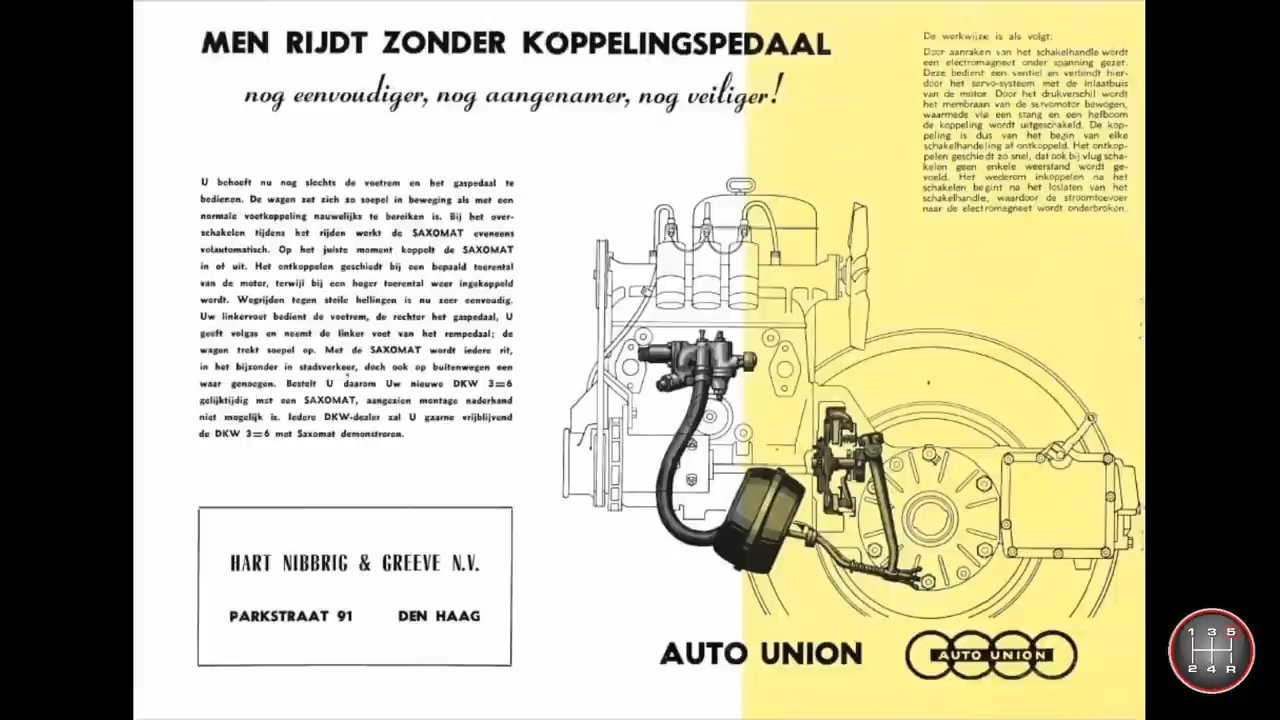 MEN RIJDT ZONDER KOPPELINGSPEDAAL
nog eenvoudiger, nog aangenamer, nog veiliger!
U behoeft nu nog slechts de voetrem en het gaspedaal te
bedienen. De wagen zet zich zo soepel in beweging als met een
normale voetkoppeling nauwelijks te bereiken is. Bij het over-
schakelen tijdens het rijden werkt de SAXOMAT eveneens
volautomatisch. Op het juiste moment koppelt de SAXOMAT
in of uit. Het ontkoppelen geschiedt bij een bepaald toerental
van de motor, terwijl bij een hoger toerental weer ingekoppeld
wordt. Wegrijden tegen steile hellingen is nu zeer eenvoudig.
Uw linkervoet bedient de voetrem, de rechter het gaspedaal, U
geeft volgas en neemt de linker voet van het rempedaal; de
wagen trekt soepel op. Met de SAXOMAT wordt iedere rit,
in het bijzonder in stadsverkeer, doch ook op buitenwegen een
waar genoegen. Bestelt U daarom Uw nieuwe DKW 3=6
gelijktijdig met een SAXOMAT, aangezien montage naderhand
niet mogelijk is. Iedere DKW-dealer zal U gaarne vrijblijvend
de DKW 3=6 met Saxomat demonstreren.
HART NIBBRIG & GREEVE N.V.
PARKSTRAAT 91 DEN HAAG
De werkwijze is als volgt:
Door aanraken van het schakelhandle wordt
een electromagneet onder spanning gezet.
Deze bedient een ventiel en verbindt hier-
door het servo-systeem met de inlaatbuis
van de motor. Door het drukverschil wordt
het membraan van de servomotor bewogen,
waarmede via een stang en een hefboom
de koppeling wordt uitgeschakeld. De kop-
peling is dus van het begin van elke
schakelhandeling af ontkoppeld. Het ontkop-
pelen geschiedt zo snel, dat ook bij vlug scha-
kelen geen enkele weerstand wordt ge-
voeld. Het wederom inkoppelen na het
schakelen begint na het loslaten van het
schakelhandle, waardoor de stroomtoevoer
naar de electromagneet wordt onderbroken.
AUTO UNION
AUTO UNION
1 3 5
2 4 R